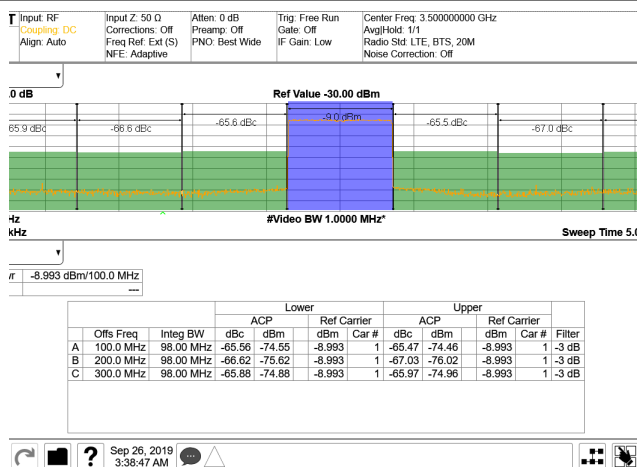 T Input: RF Input Z: 50 Ω Atten: 0 dB Trig: Free Run Center Freq: 3.500000000 GHz
Coupling: DC Corrections: Off Preamp: Off Gate: Off Avg|Hold: 1/1
Align: Auto Freq Ref: Ext (S) PNO: Best Wide IF Gain: Low Radio Std: LTE, BTS, 20M
NFE: Adaptive Noise Correction: Off
.0 dB Ref Value -30.00 dBm
65.9 dBc -66.6 dBc -65.6 dBc -9.0 dBm -65.5 dBc -67.0 dBc
Hz #Video BW 1.0000 MHz*
kHz Sweep Time 5.0
wr -8.993 dBm/100.0 MHz
---
Lower Upper
ACP Ref Carrier ACP Ref Carrier
Offs Freq Integ BW dBc dBm dBm Car # dBc dBm dBm Car # Filter
A 100.0 MHz 98.00 MHz -65.56 -74.55 -8.993 1 -65.47 -74.46 -8.993 1 -3 dB
B 200.0 MHz 98.00 MHz -66.62 -75.62 -8.993 1 -67.03 -76.02 -8.993 1 -3 dB
C 300.0 MHz 98.00 MHz -65.88 -74.88 -8.993 1 -65.97 -74.96 -8.993 1 -3 dB
? Sep 26, 2019
3:38:47 AM